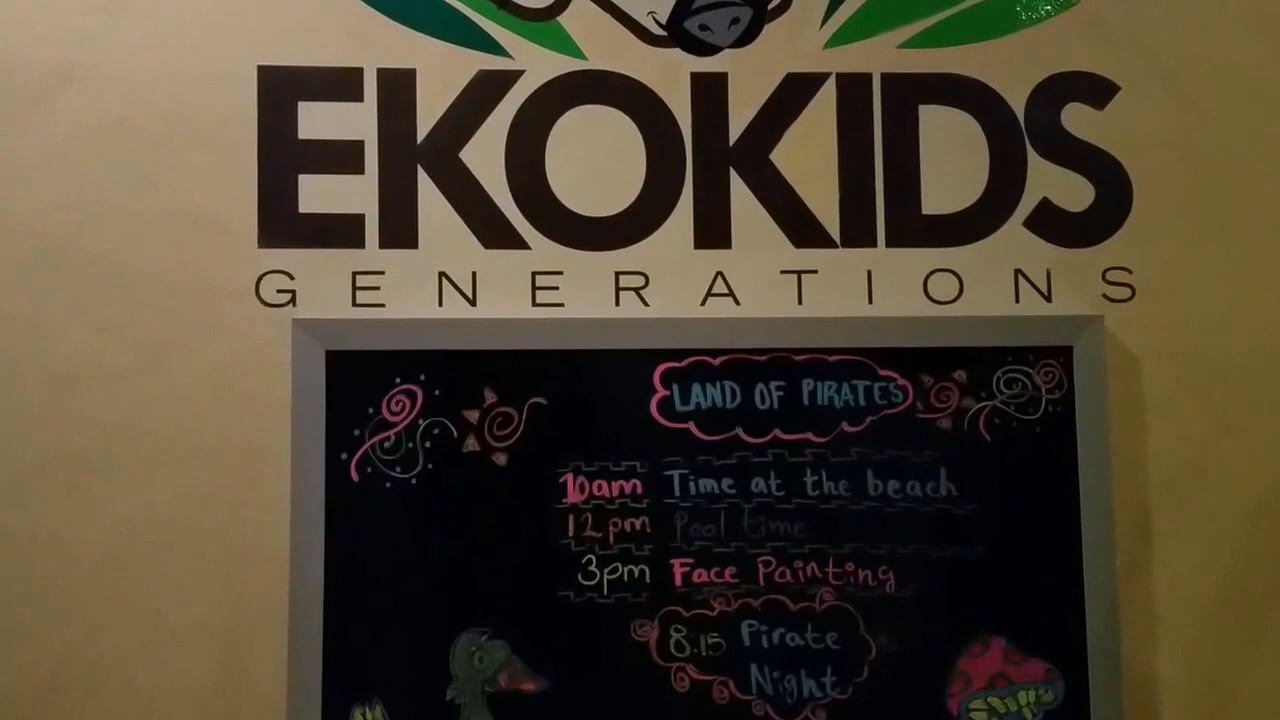 EKOKIDS
GENERATIONS
LAND OF PIRATES
10am Time at the beach
12pm Pool time
3pm Face Painting
8:15 Pirate
Night